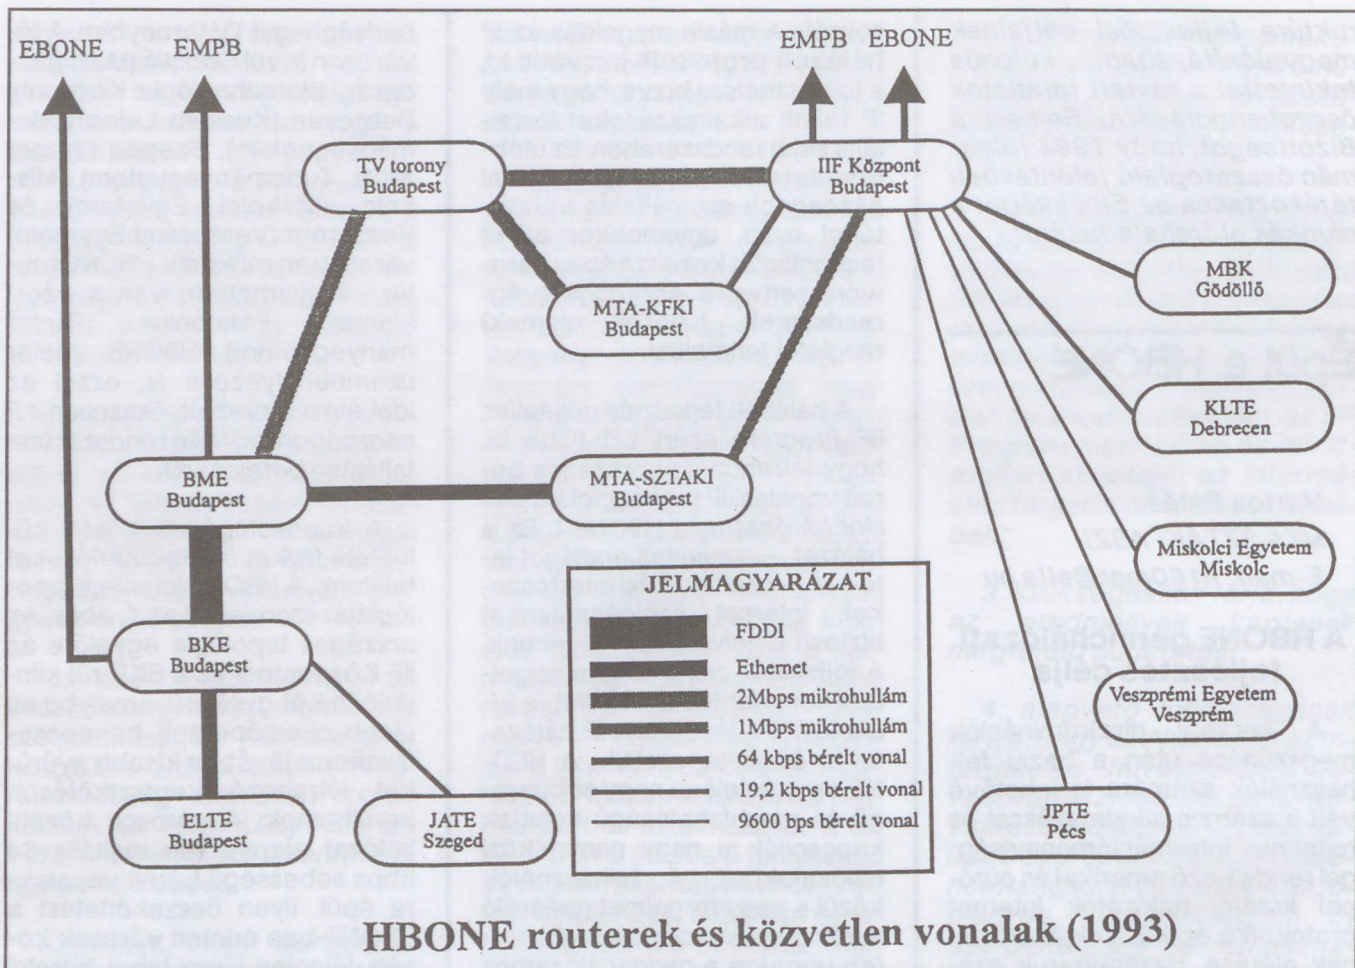 EBONE
EMPB
EMPB
EBONE
TV torony
Budapest
IIF Központ
Budapest
MTA-KFKI
Budapest
MBK
Gödöllő
KLTE
Debrecen
BME
Budapest
MTA-SZTAKI
Budapest
Miskolci Egyetem
Miskolc
BKE
Budapest
Veszprémi Egyetem
Veszprém
ELTE
Budapest
JATE
Szeged
JPTE
Pécs
JELMAGYARÁZAT
FDDI
Ethernet
2Mbps mikrohullám
1Mbps mikrohullám
64 kbps bérelt vonal
19,2 kbps bérelt vonal
9600 bps bérelt vonal
HBONE routerek és közvetlen vonalak (1993)